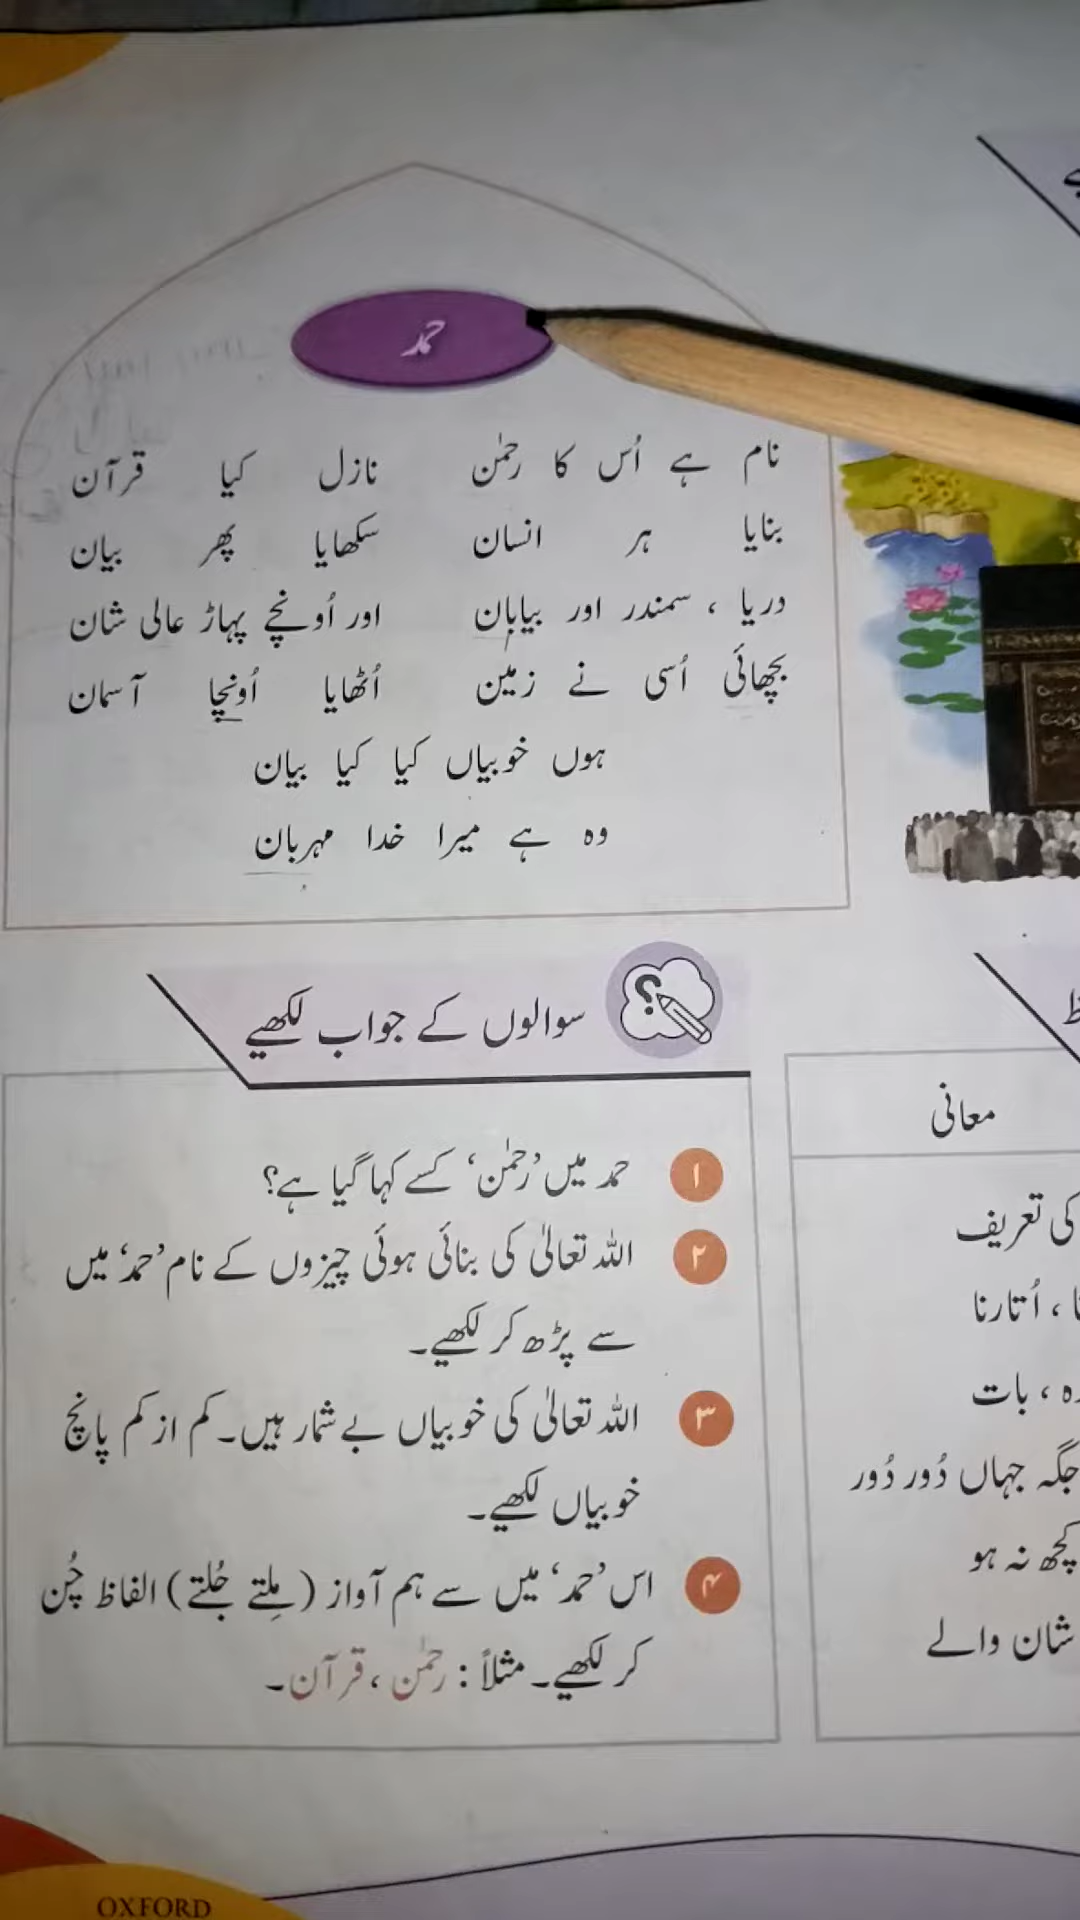 حمد
نام ہے اُس کا رحمٰن نازل کیا قرآن
بنایا ہر انسان سکھایا پھر بیان
دریا ، سمندر اور بیابان اور اُونچے پہاڑ عالی شان
بچھائی اُسی نے زمین اُٹھایا اُونچا آسمان
ہوں خوبیاں کیا کیا بیان
وہ ہے میرا خدا مہربان
سوالوں کے جواب لکھیے
۱ حمد میں ’رحمٰن‘ کسے کہا گیا ہے؟
۲ اللہ تعالیٰ کی بنائی ہوئی چیزوں کے نام ’حمد‘ میں
سے پڑھ کر لکھیے۔
۳ اللہ تعالیٰ کی خوبیاں بے شمار ہیں۔ کم از کم پانچ
خوبیاں لکھیے۔
۴ اس ’حمد‘ میں سے ہم آواز (مِلتے جُلتے) الفاظ چُن
کر لکھیے۔ مثلاً : رحمٰن ، قرآن۔
معانی
کی تعریف
، اُتارنا
، بات
جگہ جہاں دُور دُور
کچھ نہ ہو
شان والے
OXFORD